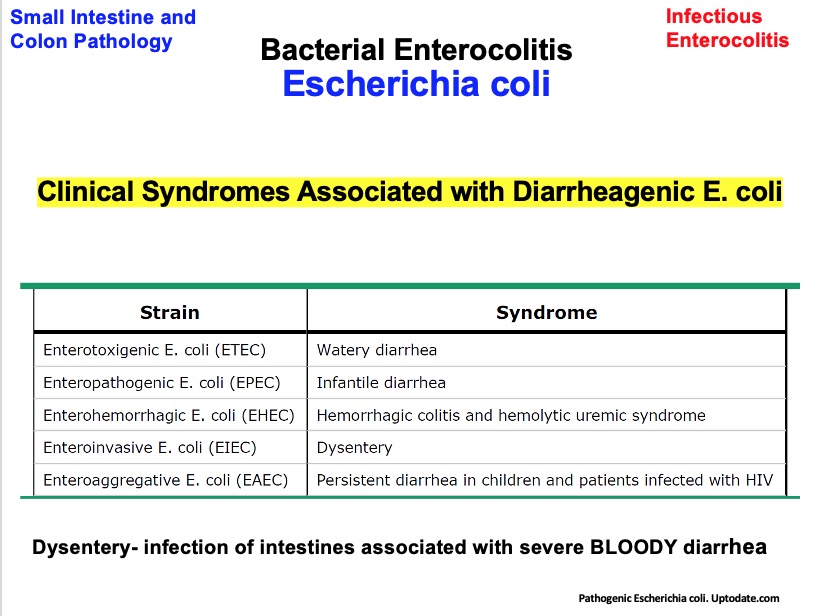 Small Intestine and
Colon Pathology
Infectious
Enterocolitis
Bacterial Enterocolitis
Escherichia coli
Clinical Syndromes Associated with Diarrheagenic E. coli
Strain Syndrome
Enterotoxigenic E. coli (ETEC) Watery diarrhea
Enteropathogenic E. coli (EPEC) Infantile diarrhea
Enterohemorrhagic E. coli (EHEC) Hemorrhagic colitis and hemolytic uremic syndrome
Enteroinvasive E. coli (EIEC) Dysentery
Enteroaggregative E. coli (EAEC) Persistent diarrhea in children and patients infected with HIV
Dysentery- infection of intestines associated with severe BLOODY diarrhea
Pathogenic Escherichia coli. Uptodate.com